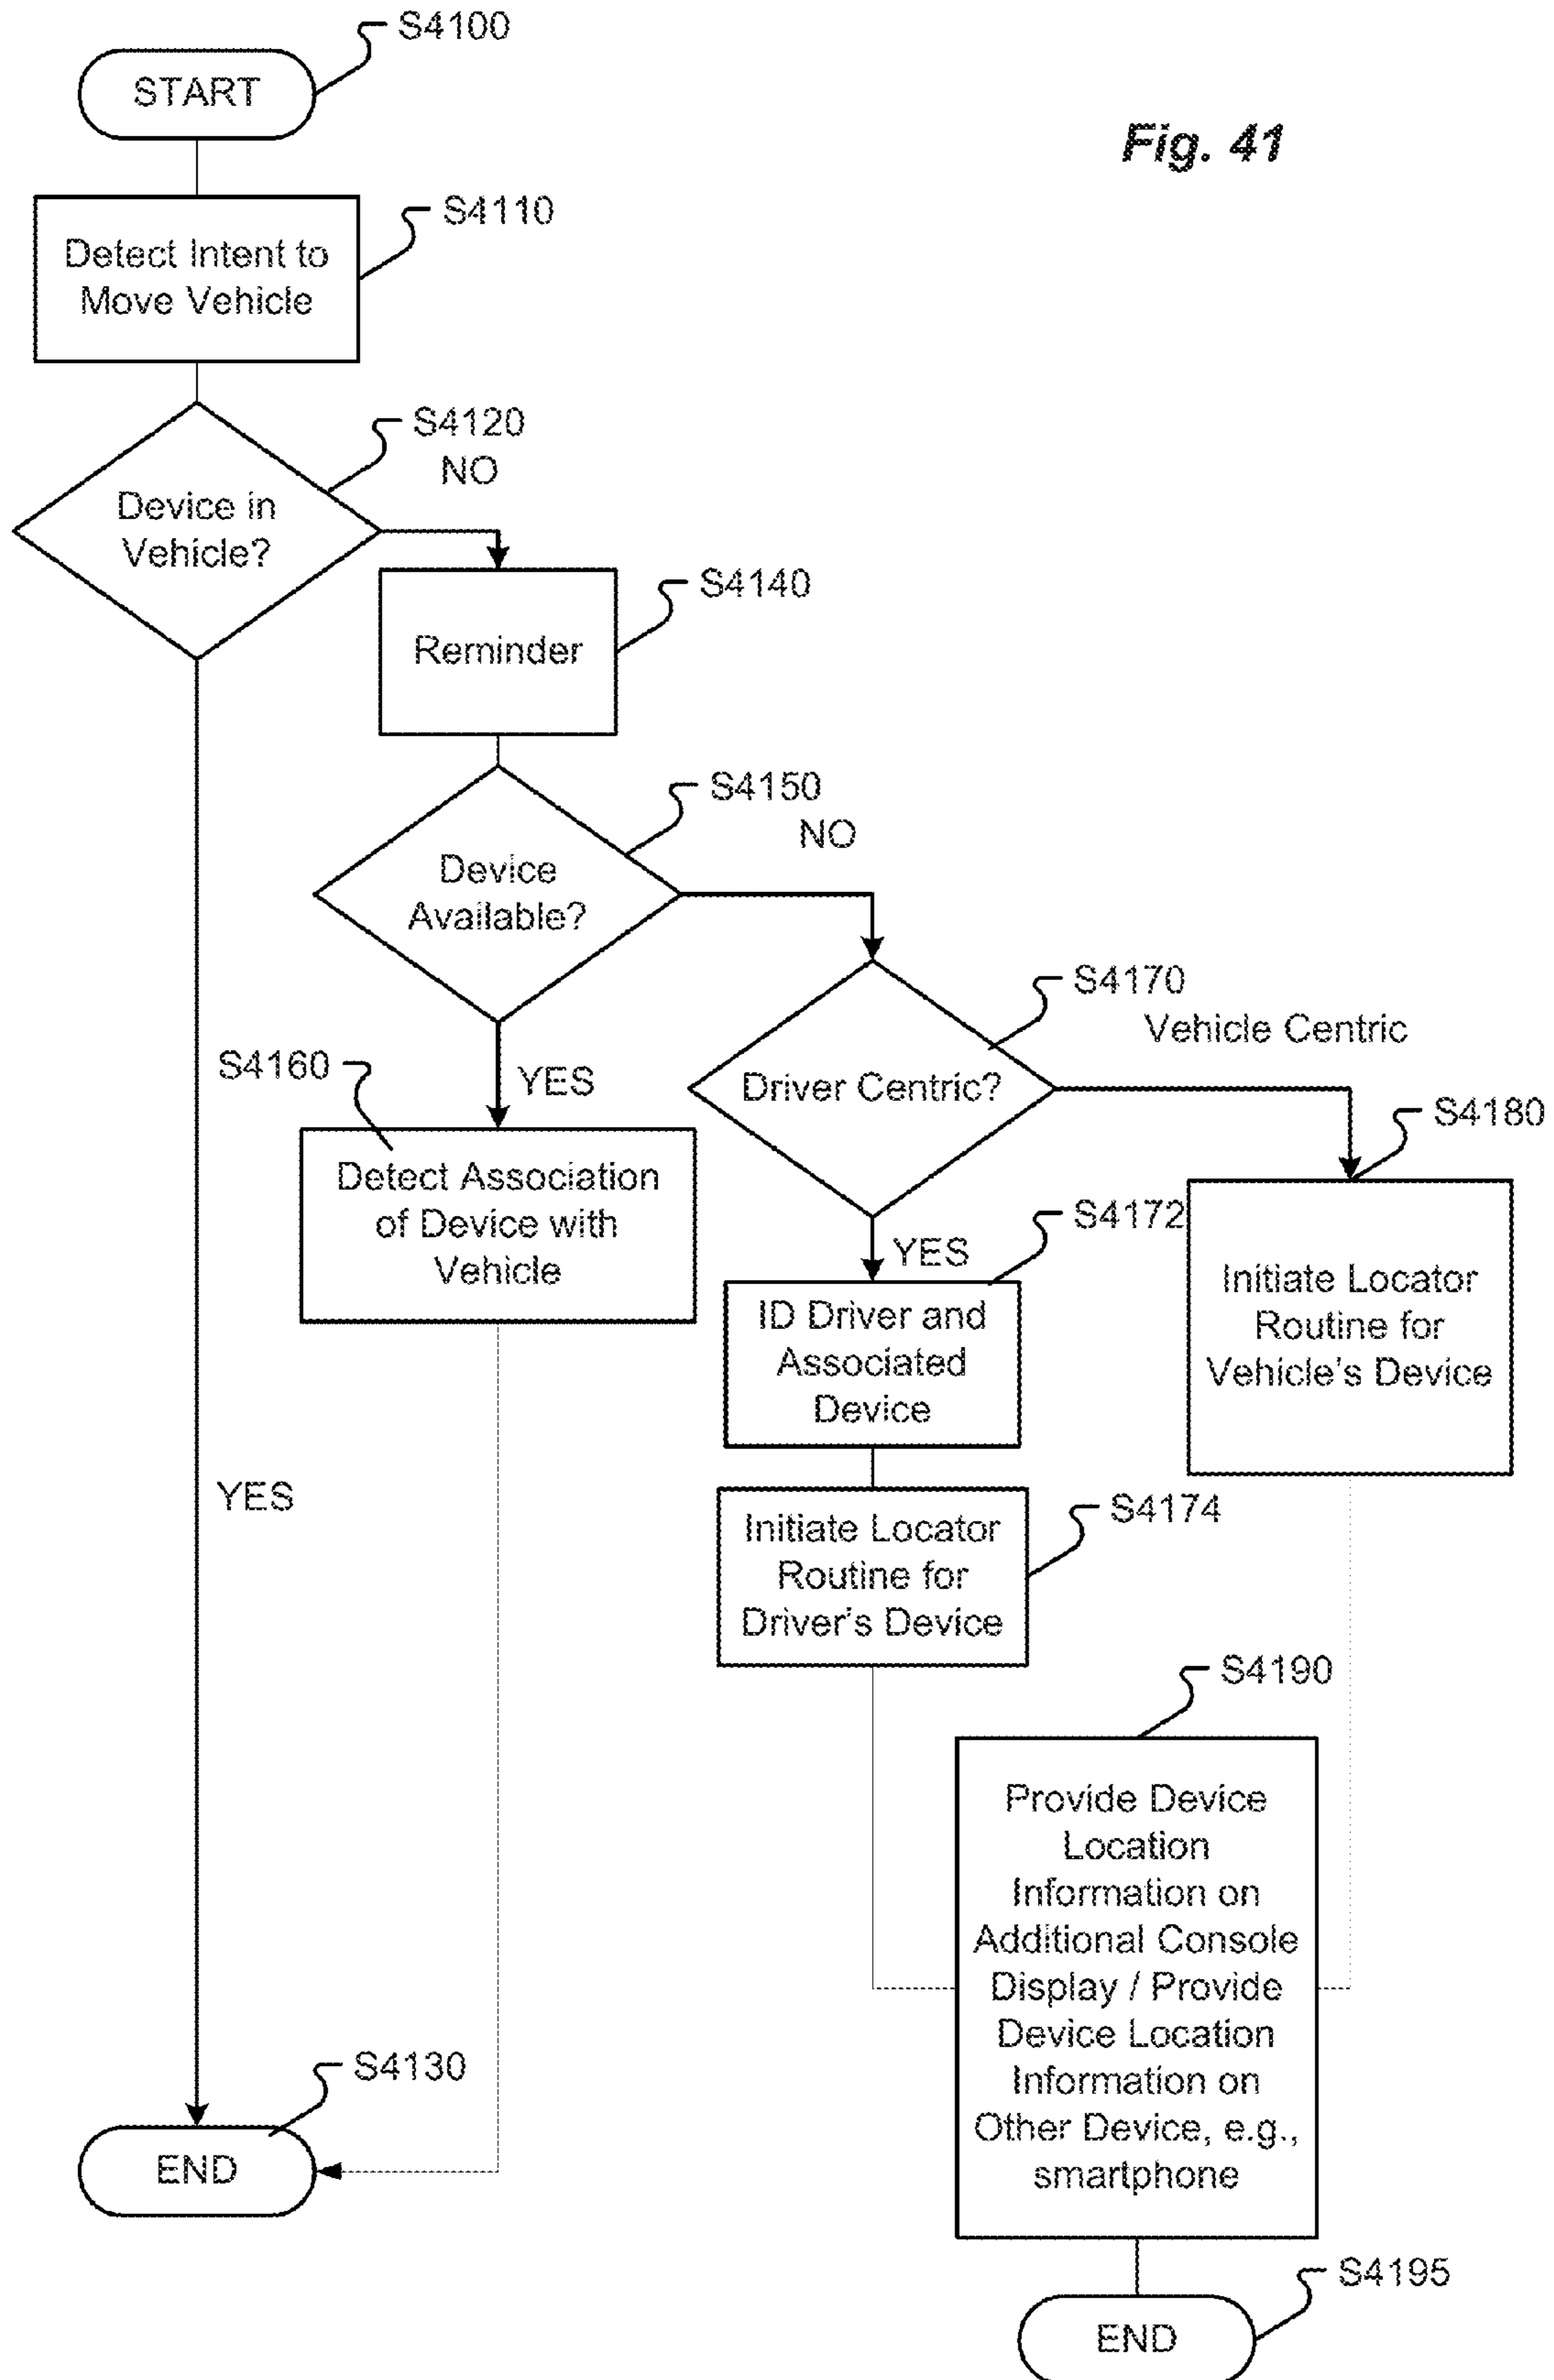 S4100
START
Fig. 41
S4110
Detect Intent to
Move Vehicle
S4120
NO
Device in
Vehicle?
S4140
Reminder
S4150
NO
Device
Available?
S4170
Vehicle Centric
S4160
YES
Driver Centric?
S4180
Detect Association
of Device with
Vehicle
S4172
YES
ID Driver and
Associated
Device
Initiate Locator
Routine for
Vehicle's Device
YES
S4174
Initiate Locator
Routine for
Driver's Device
S4190
Provide Device
Location
Information on
Additional Console
Display / Provide
Device Location
Information on
Other Device, e.g.,
smartphone
S4130
END
S4195
END